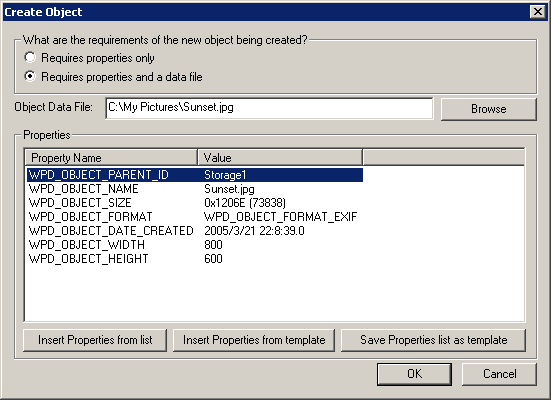 Create Object
What are the requirements of the new object being created?
Requires properties only
Requires properties and a data file
Object Data File: C:\My Pictures\Sunset.jpg Browse
Properties
Property Name Value
WPD_OBJECT_PARENT_ID Storage1
WPD_OBJECT_NAME Sunset.jpg
WPD_OBJECT_SIZE 0x1206E (73838)
WPD_OBJECT_FORMAT WPD_OBJECT_FORMAT_EXIF
WPD_OBJECT_DATE_CREATED 2005/3/21 22:8:39.0
WPD_OBJECT_WIDTH 800
WPD_OBJECT_HEIGHT 600
Insert Properties from list Insert Properties from template Save Properties list as template
OK Cancel